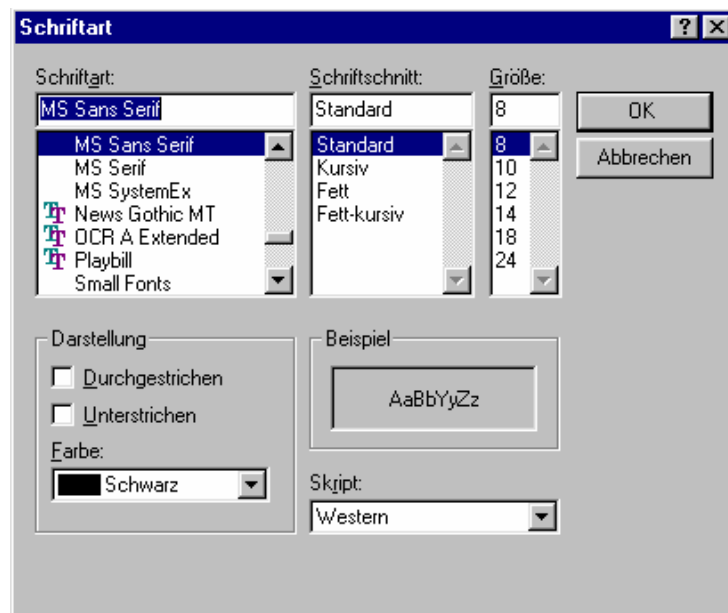 Schriftart
Schriftart:
MS Sans Serif
MS Sans Serif
MS Serif
MS SystemEx
News Gothic MT
OCR A Extended
Playbill
Small Fonts
Schriftschnitt:
Standard
Standard
Kursiv
Fett
Fett-kursiv
Größe:
8
8
10
12
14
18
24
OK
Abbrechen
Darstellung
Durchgestrichen
Unterstrichen
Farbe:
Schwarz
Beispiel
AaBbYyZz
Skript:
Western